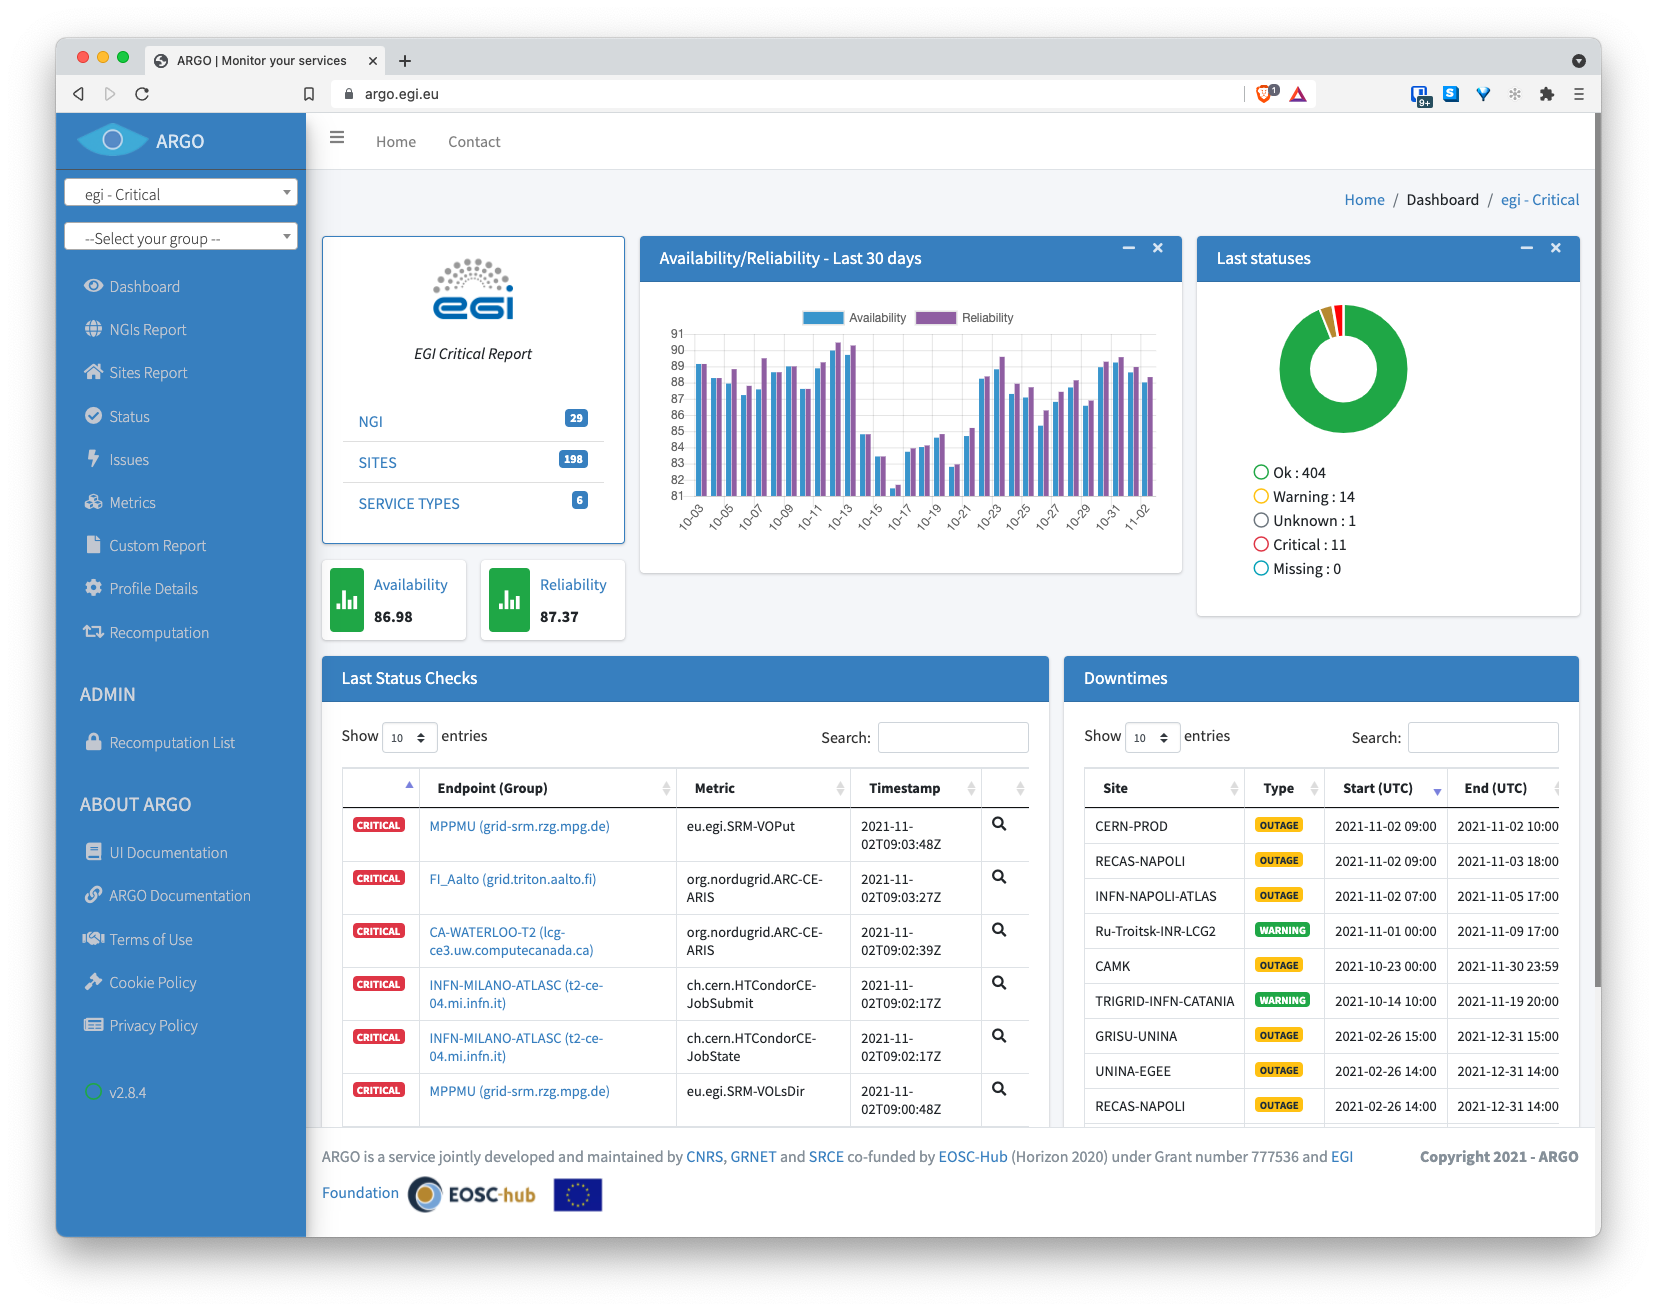 ARGO | Monitor your services
argo.egi.eu
1
9+
ARGO
Home
Contact
egi - Critical
--Select your group --
Dashboard
NGIs Report
Sites Report
Status
Issues
Metrics
Custom Report
Profile Details
Recomputation
ADMIN
Recomputation List
ABOUT ARGO
UI Documentation
ARGO Documentation
Terms of Use
Cookie Policy
Privacy Policy
v2.8.4
Home / Dashboard / egi - Critical
egi
EGI Critical Report
NGI 29
SITES 198
SERVICE TYPES 6
Availability
86.98
Reliability
87.37
Availability/Reliability - Last 30 days
Availability Reliability
91
90
89
88
87
86
85
84
83
82
81
10-03 10-05 10-07 10-09 10-11 10-13 10-15 10-17 10-19 10-21 10-23 10-25 10-27 10-29 10-31 11-02
Last statuses
Ok : 404
Warning : 14
Unknown : 1
Critical : 11
Missing : 0
Last Status Checks
Show 10 entries
Search:
Endpoint (Group) Metric Timestamp
CRITICAL MPPMU (grid-srm.rzg.mpg.de) eu.egi.SRM-VOPut 2021-11-
02T09:03:48Z
CRITICAL FI_Aalto (grid.triton.aalto.fi) org.nordugrid.ARC-CE- 2021-11-
ARIS 02T09:03:27Z
CRITICAL CA-WATERLOO-T2 (lcg- org.nordugrid.ARC-CE- 2021-11-
ce3.uw.computecanada.ca) ARIS 02T09:02:39Z
CRITICAL INFN-MILANO-ATLASC (t2-ce- ch.cern.HTCondorCE- 2021-11-
04.mi.infn.it) JobSubmit 02T09:02:17Z
CRITICAL INFN-MILANO-ATLASC (t2-ce- ch.cern.HTCondorCE- 2021-11-
04.mi.infn.it) JobState 02T09:02:17Z
CRITICAL MPPMU (grid-srm.rzg.mpg.de) eu.egi.SRM-VOLsDir 2021-11-
02T09:00:48Z
Downtimes
Show 10 entries
Search:
Site Type Start (UTC) End (UTC)
CERN-PROD OUTAGE 2021-11-02 09:00 2021-11-02 10:00
RECAS-NAPOLI OUTAGE 2021-11-02 09:00 2021-11-03 18:00
INFN-NAPOLI-ATLAS OUTAGE 2021-11-02 07:00 2021-11-05 17:00
Ru-Troitsk-INR-LCG2 WARNING 2021-11-01 00:00 2021-11-09 17:00
CAMK OUTAGE 2021-10-23 00:00 2021-11-30 23:59
TRIGRID-INFN-CATANIA WARNING 2021-10-14 10:00 2021-11-19 20:00
GRISU-UNINA OUTAGE 2021-02-26 15:00 2021-12-31 15:00
UNINA-EGEE OUTAGE 2021-02-26 14:00 2021-12-31 14:00
RECAS-NAPOLI OUTAGE 2021-02-26 14:00 2021-12-31 14:00
ARGO is a service jointly developed and maintained by CNRS, GRNET and SRCE co-funded by EOSC-Hub (Horizon 2020) under Grant number 777536 and EGI
Foundation EOSC-hub
Copyright 2021 - ARGO